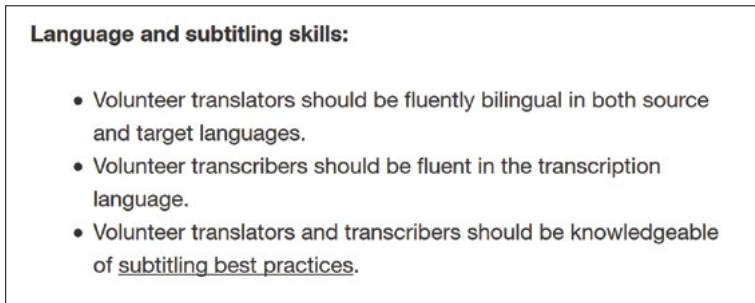 Language and subtitling skills:
• Volunteer translators should be fluently bilingual in both source
and target languages.
• Volunteer transcribers should be fluent in the transcription
language.
• Volunteer translators and transcribers should be knowledgeable
of subtitling best practices.